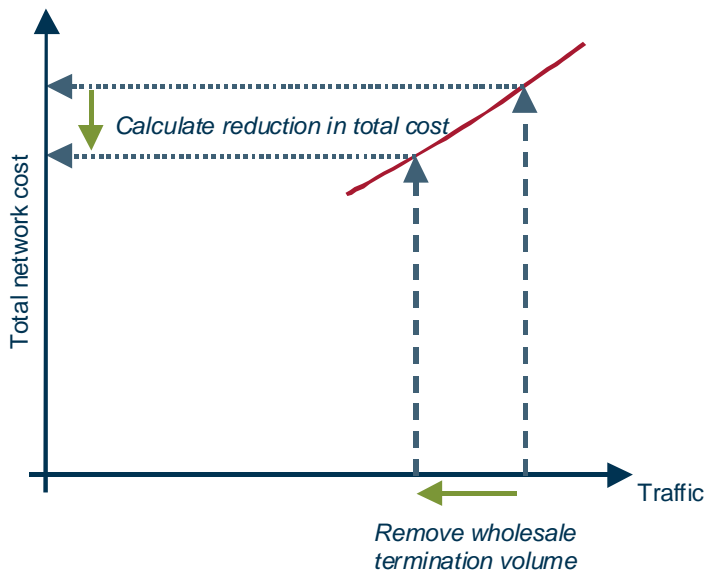 Calculate reduction in total cost
Total network cost
Traffic
Remove wholesale
termination volume